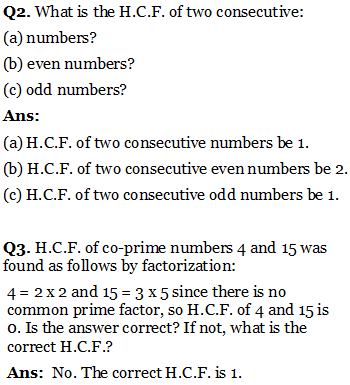 Q2. What is the H.C.F. of two consecutive:
(a) numbers?
(b) even numbers?
(c) odd numbers?
Ans:
(a) H.C.F. of two consecutive numbers be 1.
(b) H.C.F. of two consecutive even numbers be 2.
(c) H.C.F. of two consecutive odd numbers be 1.
Q3. H.C.F. of co-prime numbers 4 and 15 was
found as follows by factorization:
4 = 2 x 2 and 15 = 3 x 5 since there is no
common prime factor, so H.C.F. of 4 and 15 is
0. Is the answer correct? If not, what is the
correct H.C.F.?
Ans: No. The correct H.C.F. is 1.